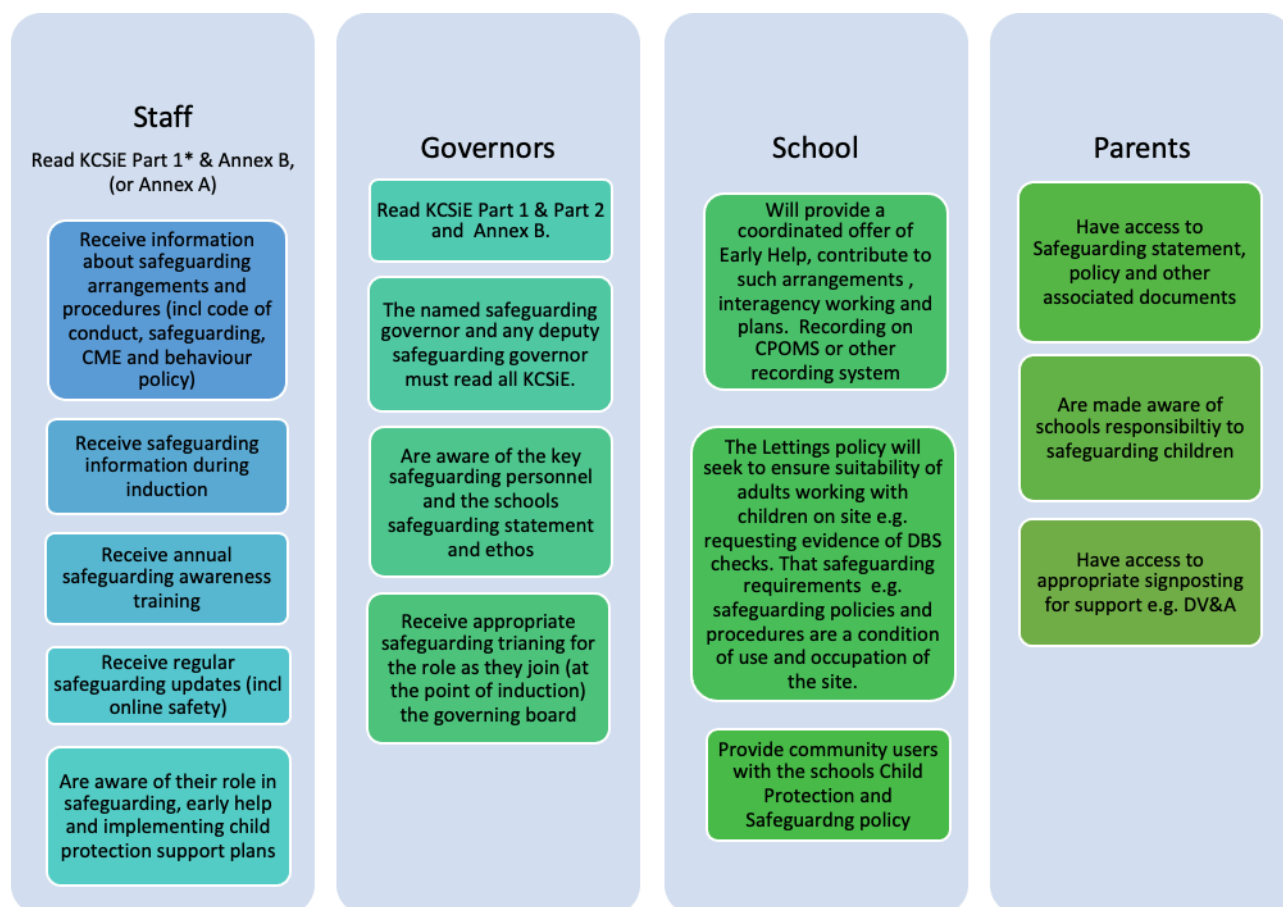 Staff
Read KCSiE Part 1* & Annex B,
(or Annex A)
Receive information
about safeguarding
arrangements and
procedures (incl code of
conduct, safeguarding,
CME and behaviour
policy)
Receive safeguarding
information during
induction
Receive annual
safeguarding awareness
training
Receive regular
safeguarding updates (incl
online safety)
Are aware of their role in
safeguarding, early help
and implementing child
protection support plans
Governors
Read KCSiE Part 1 & Part 2
and Annex B.
The named safeguarding
governor and any deputy
safeguarding governor
must read all KCSiE.
Are aware of the key
safeguarding personnel
and the schools
safeguarding statement
and ethos
Receive appropriate
safeguarding trianing for
the role as they join (at
the point of induction)
the governing board
School
Will provide a
coordinated offer of
Early Help, contribute to
such arrangements ,
interagency working and
plans. Recording on
CPOMS or other
recording system
The Lettings policy will
seek to ensure suitability of
adults working with
children on site e.g.
requesting evidence of DBS
checks. That safeguarding
requirements e.g.
safeguarding policies and
procedures are a condition
of use and occupation of
the site.
Provide community users
with the schools Child
Protection and
Safeguardng policy
Parents
Have access to
Safeguarding statement,
policy and other
associated documents
Are made aware of
schools responsibiltiy to
safeguarding children
Have access to
appropriate signposting
for support e.g. DV&A